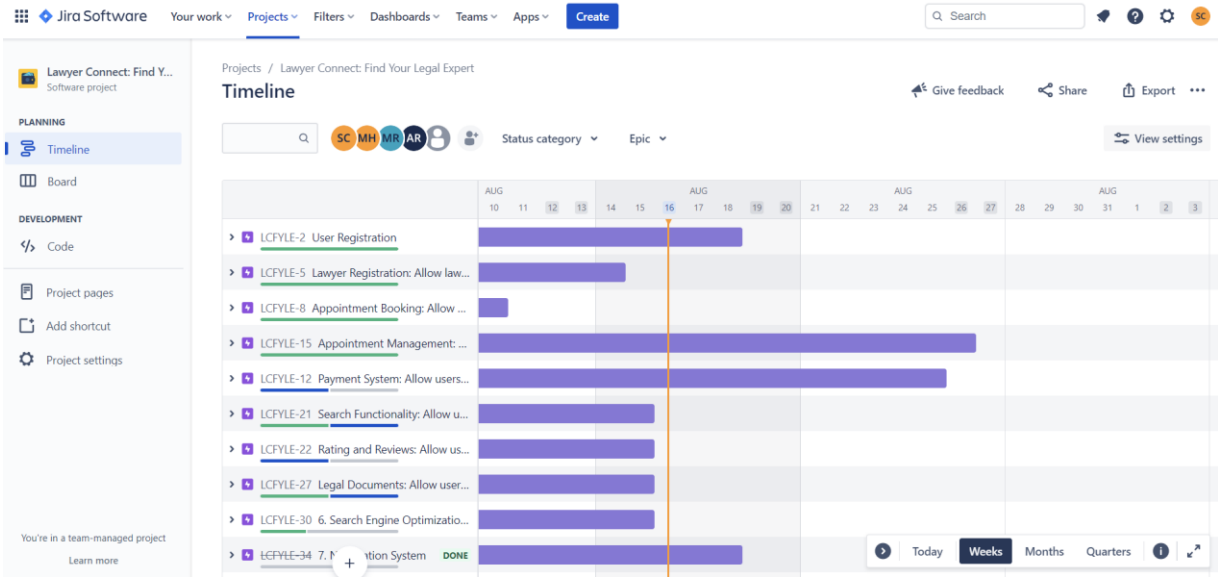 Jira Software Your work Projects Filters Dashboards Teams Apps Create Search SC
Lawyer Connect: Find Y...
Software project
PLANNING
Timeline
Board
DEVELOPMENT
Code
Project pages
Add shortcut
Project settings
You're in a team-managed project
Learn more
Projects / Lawyer Connect: Find Your Legal Expert
Timeline
Give feedback Share Export
SC MH MR AR Status category Epic View settings
AUG AUG AUG AUG
10 11 12 13 14 15 16 17 18 19 20 21 22 23 24 25 26 27 28 29 30 31 1 2 3
LCFYLE-2 User Registration
LCFYLE-5 Lawyer Registration: Allow law...
LCFYLE-8 Appointment Booking: Allow ...
LCFYLE-15 Appointment Management: ...
LCFYLE-12 Payment System: Allow users...
LCFYLE-21 Search Functionality: Allow u...
LCFYLE-22 Rating and Reviews: Allow us...
LCFYLE-27 Legal Documents: Allow user...
LCFYLE-30 6. Search Engine Optimizatio...
LCFYLE-34 7. System DONE
Today Weeks Months Quarters